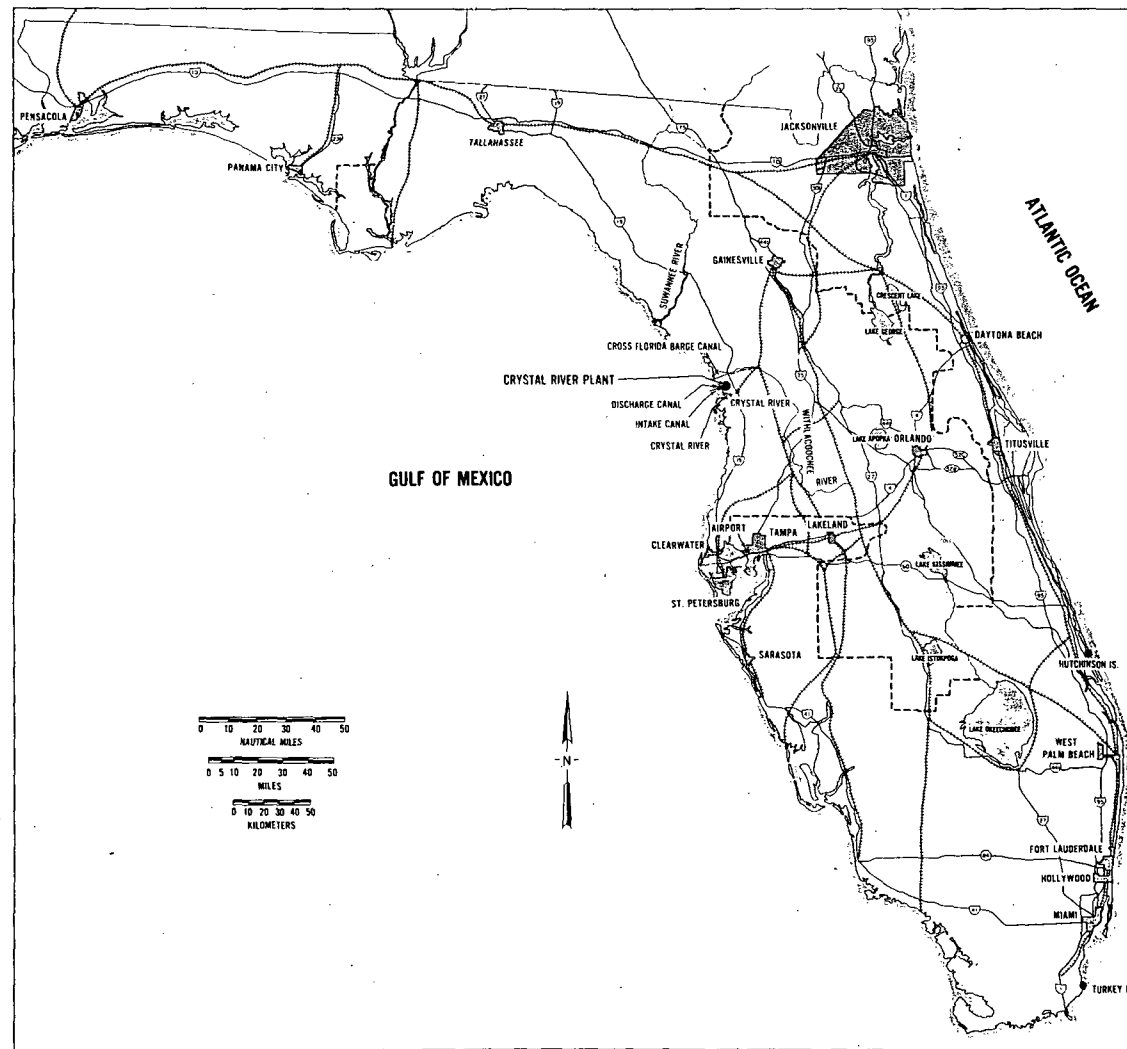 PENSACOLA
PANAMA CITY
TALLAHASSEE
JACKSONVILLE
ATLANTIC OCEAN
SUWANNEE RIVER
GAINESVILLE
CRESCENT LAKE
LAKE GEORGE
DAYTONA BEACH
CROSS FLORIDA BARGE CANAL
CRYSTAL RIVER PLANT
DISCHARGE CANAL
CRYSTAL RIVER
INTAKE CANAL
CRYSTAL RIVER
WITHLACOOCHEE
RIVER
LAKE APOPKA
ORLANDO
TITUSVILLE
GULF OF MEXICO
AIRPORT
TAMPA
LAKELAND
CLEARWATER
LAKE KISSIMMEE
ST. PETERSBURG
SARASOTA
LAKE ISTOKPOGA
HUTCHINSON IS.
LAKE OKEECHOBEE
WEST
PALM BEACH
0 10 20 30 40 50
NAUTICAL MILES
0 5 10 20 30 40 50
MILES
0 10 20 30 40 50
KILOMETERS
-N-
FORT LAUDERDALE
HOLLYWOOD
MIAMI
TURKEY